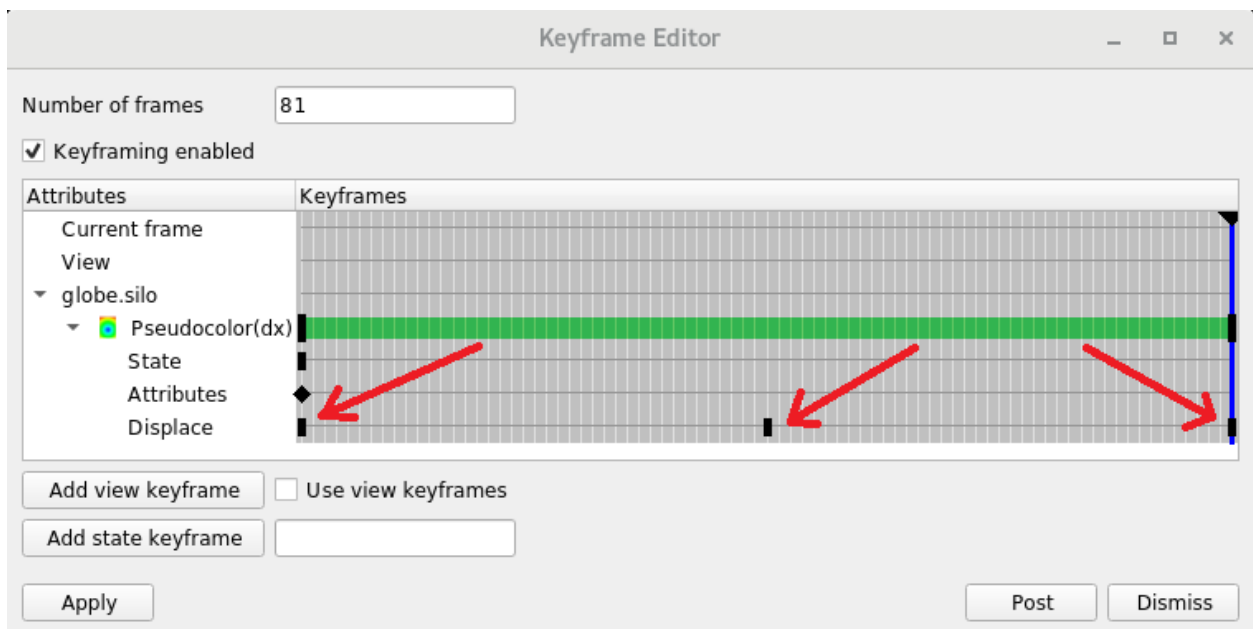 Keyframe Editor
Number of frames 81
Keyframing enabled
Attributes Keyframes
Current frame
View
globe.silo
Pseudocolor(dx)
State
Attributes
Displace
Add view keyframe Use view keyframes
Add state keyframe
Apply Post Dismiss